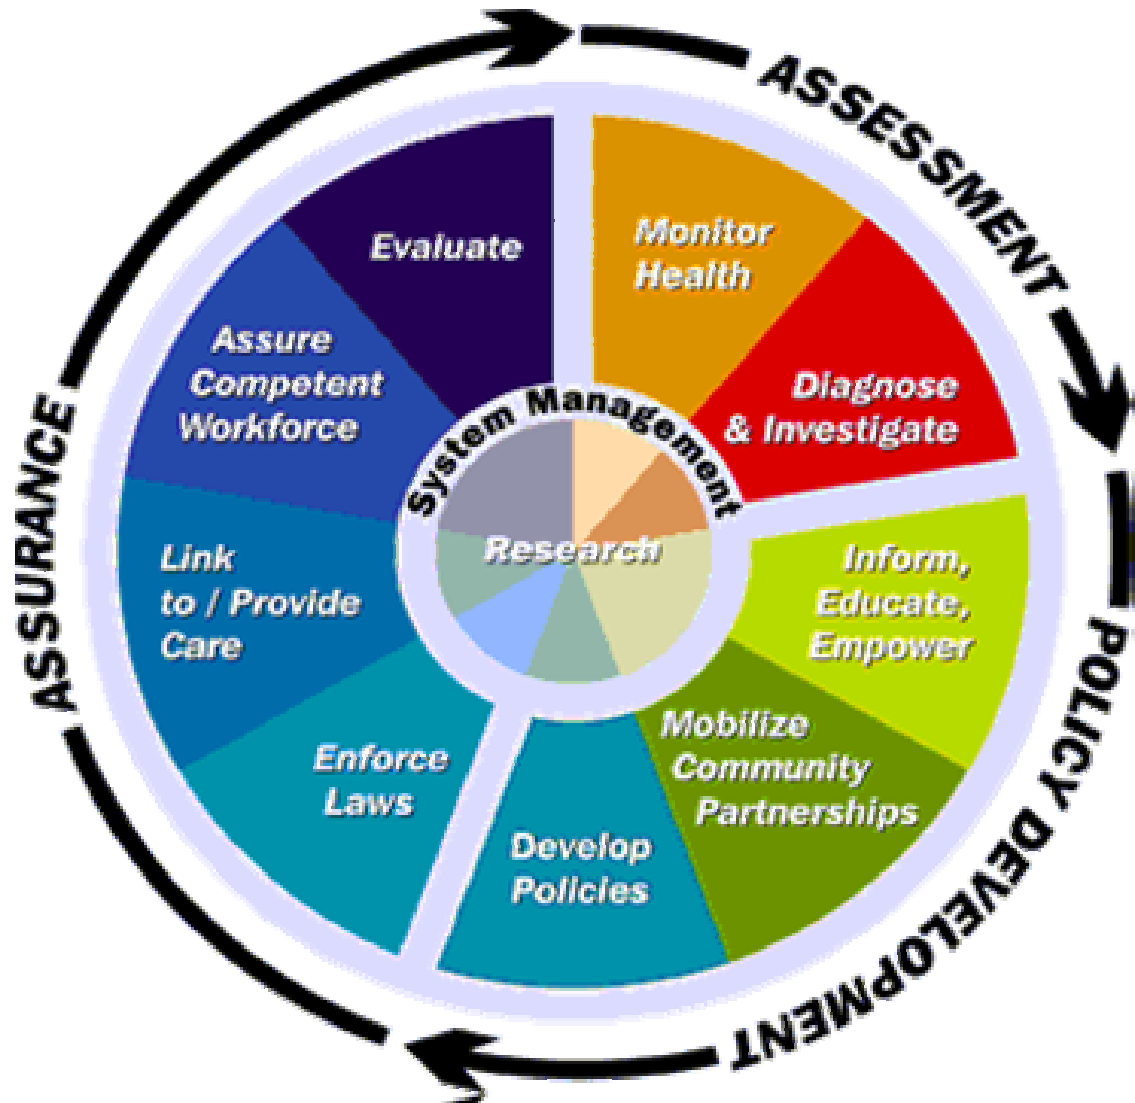 ASSESSMENT
Monitor
Health
Diagnose
& Investigate
POLICY DEVELOPMENT
Inform,
Educate,
Empower
Mobilize
Community
Partnerships
Develop
Policies
ASSURANCE
Enforce
Laws
Link
to / Provide
Care
Assure
Competent
Workforce
Evaluate
System Management
Research